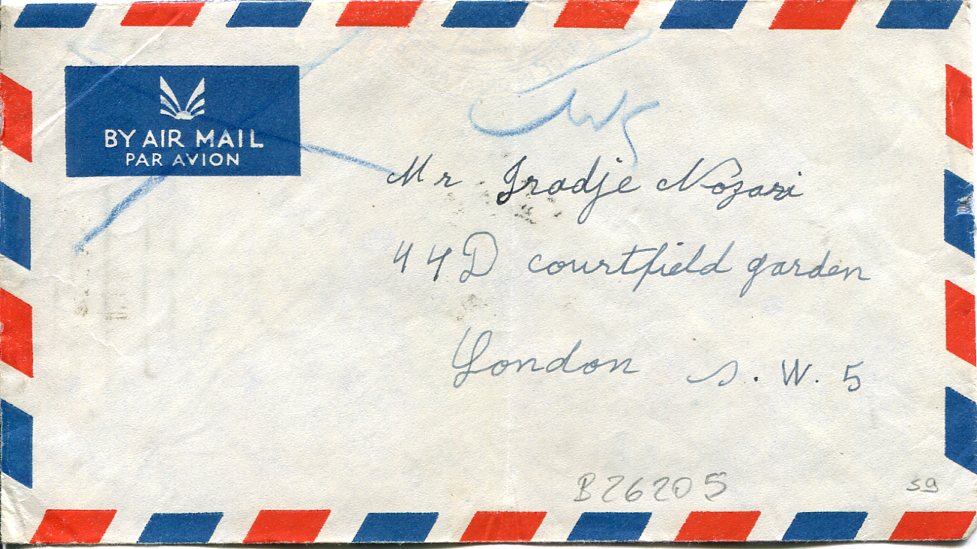 BY AIR MAIL
PAR AVION
Mr Iradje Nozari
44D courtfield garden
London s. W. 5
B26205
59